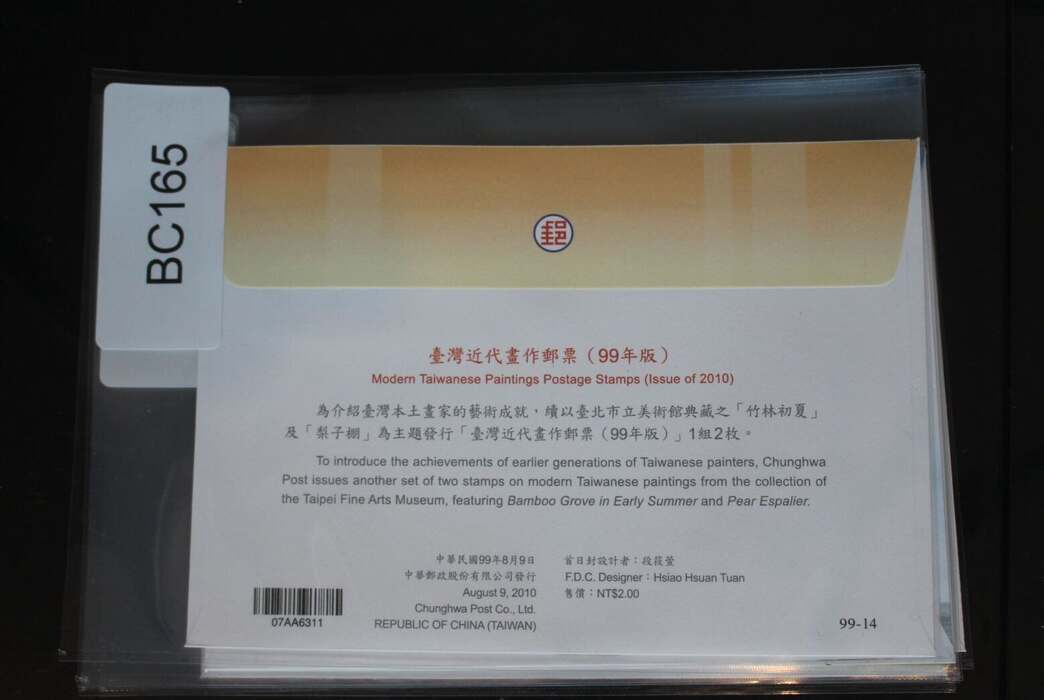 BC165
郵
臺灣近代畫作郵票（99年版）
Modern Taiwanese Paintings Postage Stamps (Issue of 2010)
為介紹臺灣本土畫家的藝術成就，續以臺北市立美術館典藏之「竹林初夏」
及「梨子棚」為主題發行「臺灣近代畫作郵票（99年版）」1組2枚。
To introduce the achievements of earlier generations of Taiwanese painters, Chunghwa
Post issues another set of two stamps on modern Taiwanese paintings from the collection of
the Taipei Fine Arts Museum, featuring Bamboo Grove in Early Summer and Pear Espalier.
中華民國99年8月9日
中華郵政股份有限公司發行
August 9, 2010
Chunghwa Post Co., Ltd.
REPUBLIC OF CHINA (TAIWAN)
首日封設計者：段筱萱
F.D.C. Designer：Hsiao Hsuan Tuan
售價：NT$2.00
07AA6311
99-14